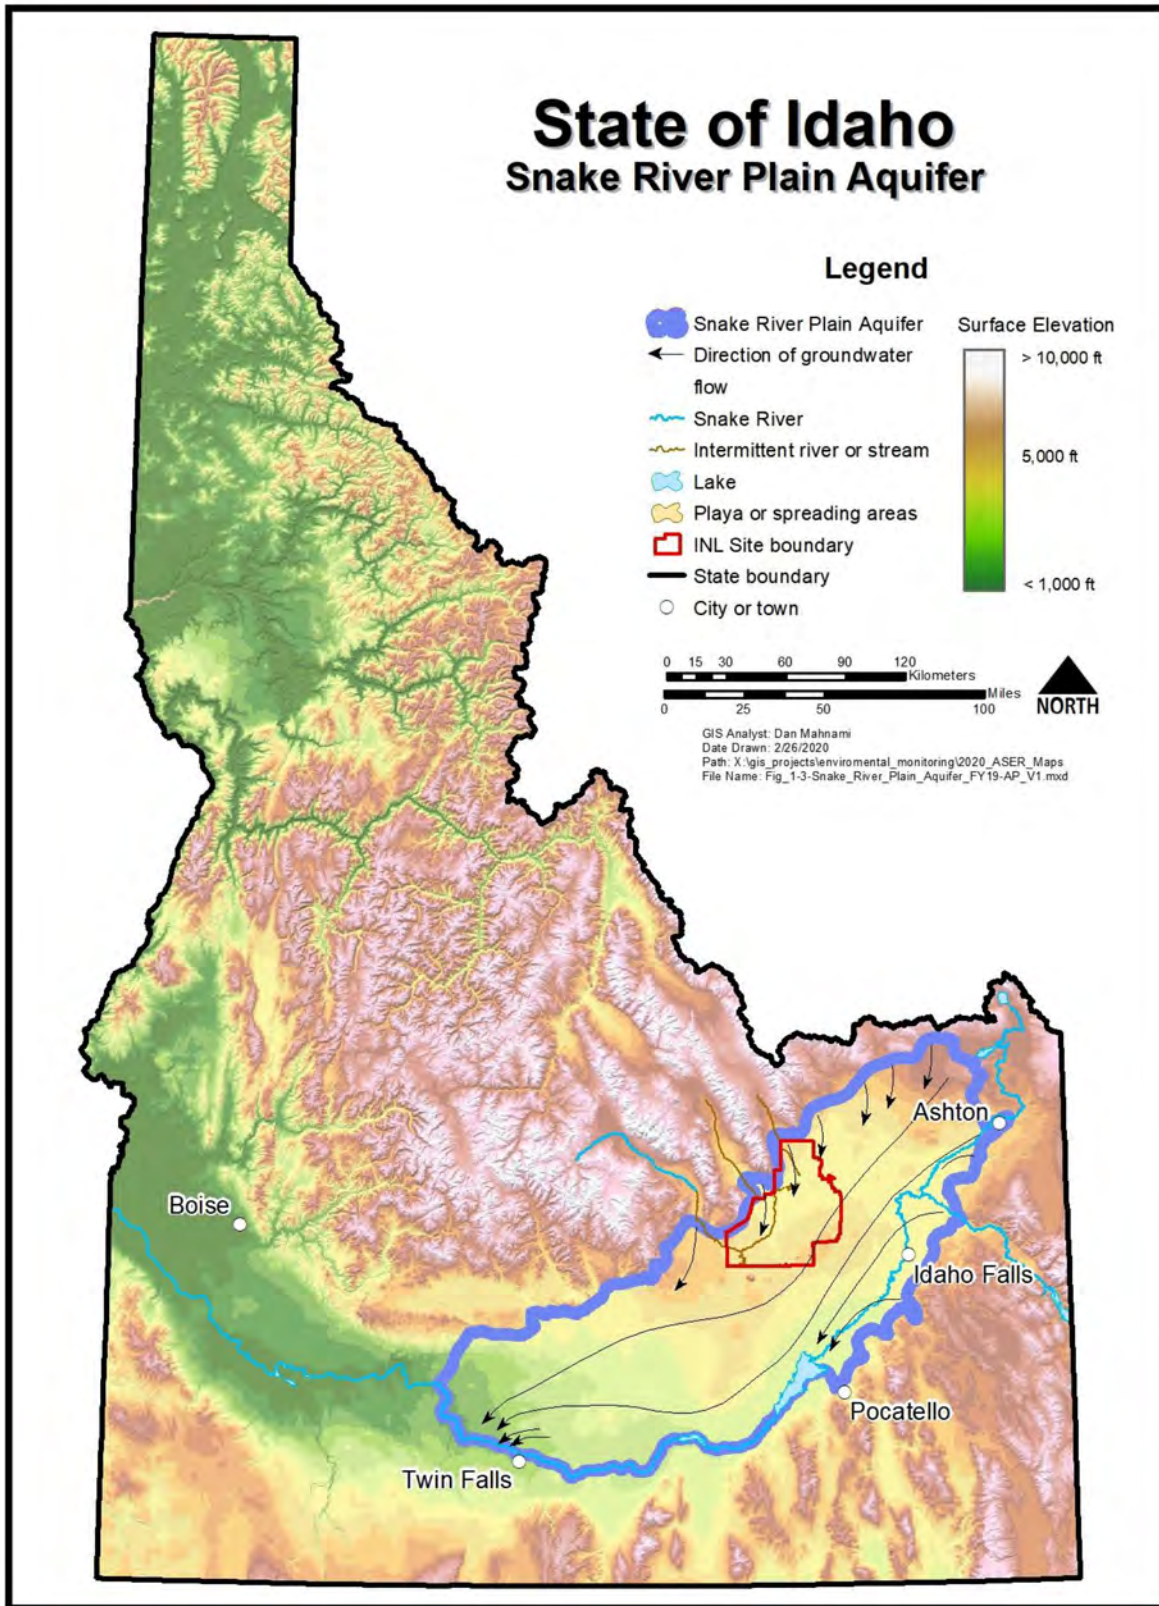 State of Idaho
Snake River Plain Aquifer
Legend
Snake River Plain Aquifer
Direction of groundwater
flow
Snake River
Intermittent river or stream
Lake
Playa or spreading areas
INL Site boundary
State boundary
City or town
Surface Elevation
> 10,000 ft
5,000 ft
< 1,000 ft
0 15 30 60 90 120
Kilometers
Miles
0 25 50 100
NORTH
GIS Analyst: Dan Mahnami
Date Drawn: 2/26/2020
Path: X:\gis_projects\enviromental_monitoring\2020_ASER_Maps
File Name: Fig_1-3-Snake_River_Plain_Aquifer_FY19-AP_V1.mxd
Ashton
Boise
Idaho Falls
Pocatello
Twin Falls